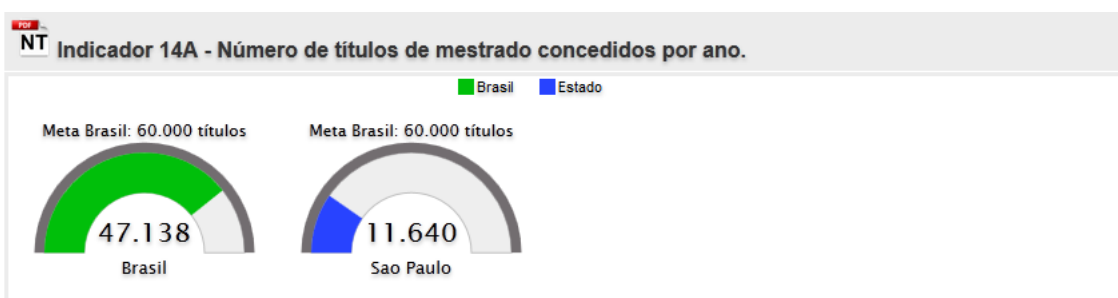 PDF
NT
Indicador 14A - Número de títulos de mestrado concedidos por ano.
Brasil Estado
Meta Brasil: 60.000 títulos Meta Brasil: 60.000 títulos
47.138 11.640
Brasil Sao Paulo